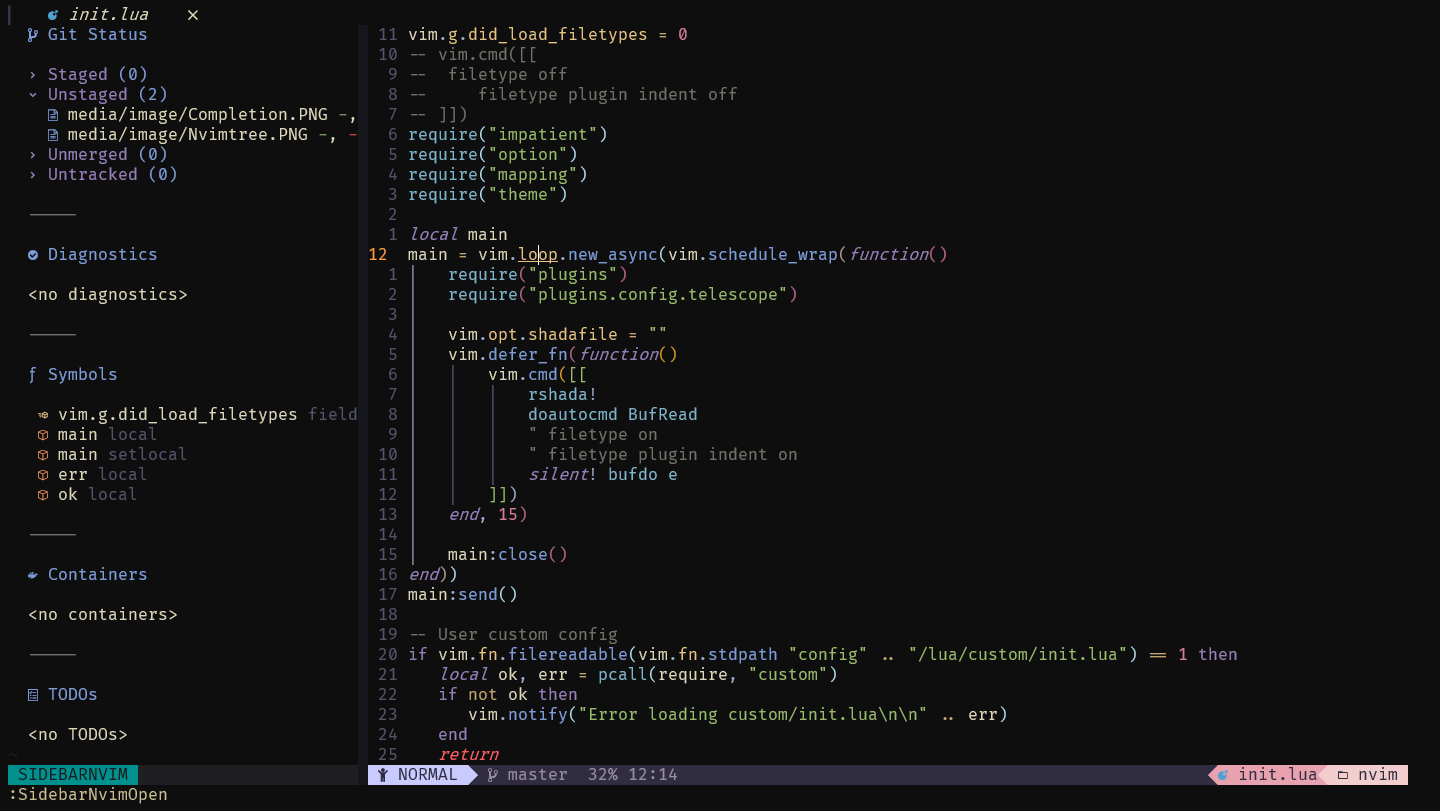 init.lua ×
Git Status
› Staged (0)
⌄ Unstaged (2)
media/image/Completion.PNG -,
media/image/Nvimtree.PNG -, -
› Unmerged (0)
› Untracked (0)
─────
Diagnostics
<no diagnostics>
─────
ƒ Symbols
vim.g.did_load_filetypes field
main local
main setlocal
err local
ok local
─────
Containers
<no containers>
─────
TODOs
<no TODOs>
~
SIDEBARNVIM
11 vim.g.did_load_filetypes = 0
10 -- vim.cmd([[
9 --  filetype off
8 --     filetype plugin indent off
7 -- ]])
6 require("impatient")
5 require("option")
4 require("mapping")
3 require("theme")
2
1 local main
12 main = vim.loop.new_async(vim.schedule_wrap(function()
1     require("plugins")
2     require("plugins.config.telescope")
3
4     vim.opt.shadafile = ""
5     vim.defer_fn(function()
6         vim.cmd([[
7             rshada!
8             doautocmd BufRead
9             " filetype on
10             " filetype plugin indent on
11             silent! bufdo e
12         ]])
13     end, 15)
14
15     main:close()
16 end))
17 main:send()
18
19 -- User custom config
20 if vim.fn.filereadable(vim.fn.stdpath "config" .. "/lua/custom/init.lua") == 1 then
21    local ok, err = pcall(require, "custom")
22    if not ok then
23       vim.notify("Error loading custom/init.lua\n\n" .. err)
24    end
25    return
NORMAL master 32% 12:14 init.lua nvim
:SidebarNvimOpen